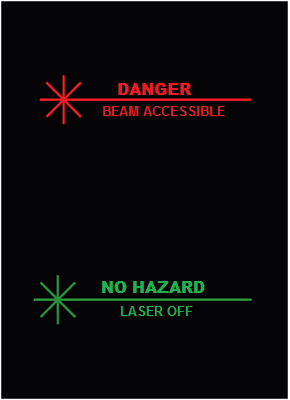 DANGER
BEAM ACCESSIBLE
NO HAZARD
LASER OFF